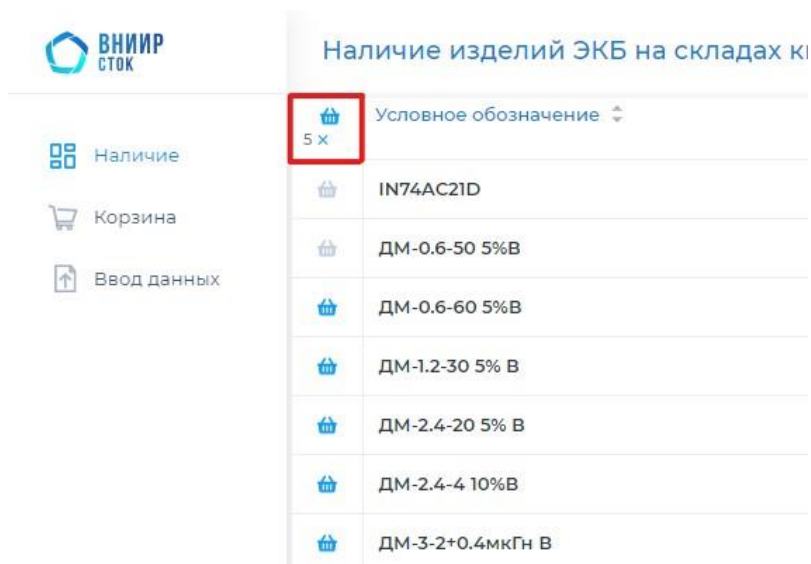 ВНИИР
СТОК
Наличие изделий ЭКБ на складах
5 ×
Условное обозначение
Наличие
Корзина
Ввод данных
IN74AC21D
ДМ-0.6-50 5%В
ДМ-0.6-60 5%В
ДМ-1.2-30 5% В
ДМ-2.4-20 5% В
ДМ-2.4-4 10%В
ДМ-3-2+0.4мкГн В